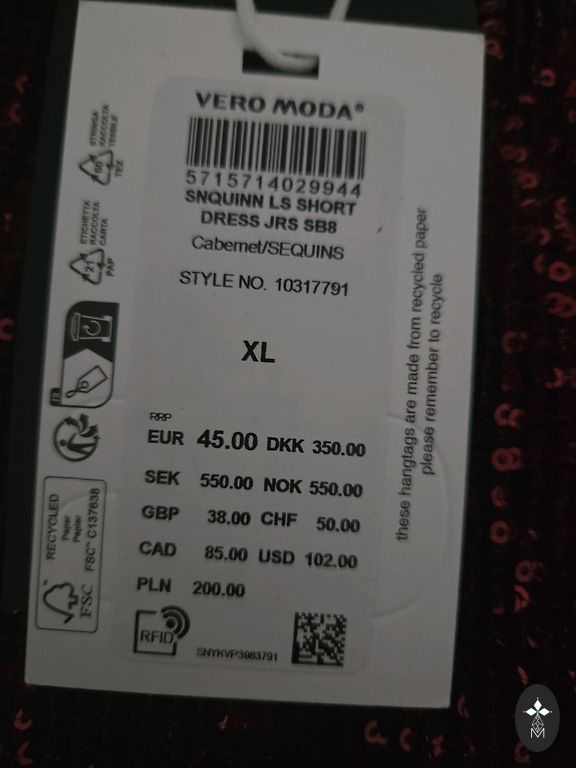 VERO MODA®
5715714029944
SNQUINN LS SHORT
DRESS JRS SB8
Cabernet/SEQUINS
STYLE NO. 10317791
XL
RRP
EUR 45.00 DKK 350.00
SEK 550.00 NOK 550.00
GBP 38.00 CHF 50.00
CAD 85.00 USD 102.00
PLN 200.00
RFID
SNYKVP3983791
STRINGA
RACCOLTA
TESSILE
60
TEX
ETICHETTA
RACCOLTA
CARTA
21
PAP
FR
RECYCLED
Paper
Papier
FSC™ C137638
FSC
these hangtags are made from recycled paper
please remember to recycle
M